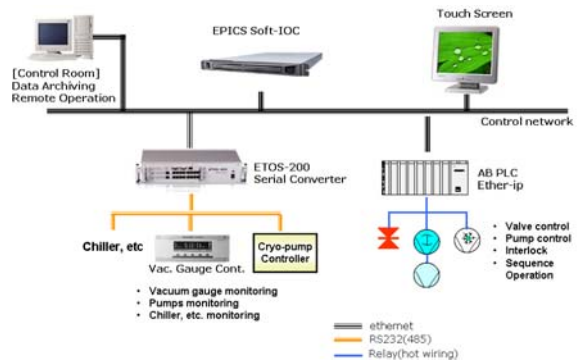 EPICS Soft-IOC
Touch Screen
[Control Room]
Data Archiving
Remote Operation
Control network
ETOS-200
Serial Converter
AB PLC
Ether-ip
Chiller, etc
Vac. Gauge Cont.
Cryo-pump
Controller
• Valve control
• Pump control
• Interlock
• Sequence
Operation
• Vacuum gauge monitoring
• Pumps monitoring
• Chiller, etc. monitoring
ethernet
RS232(485)
Relay(hot wiring)